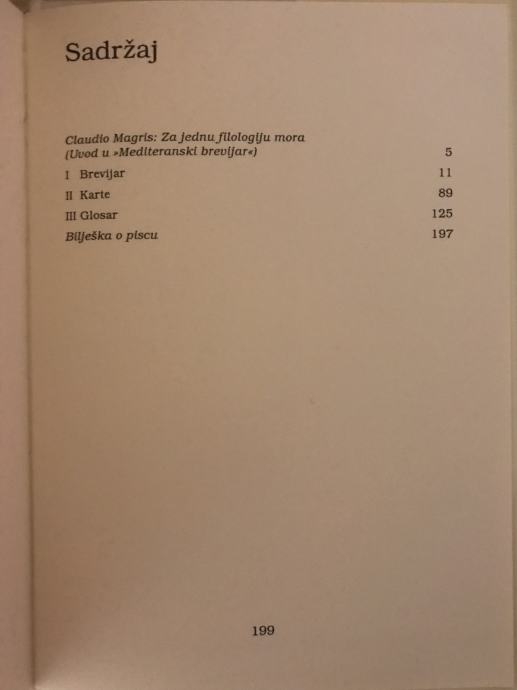 Sadržaj
Claudio Magris: Za jednu filologiju mora
(Uvod u »Mediteranski brevijar«) 5
I Brevijar 11
II Karte 89
III Glosar 125
Bilješka o piscu 197
199